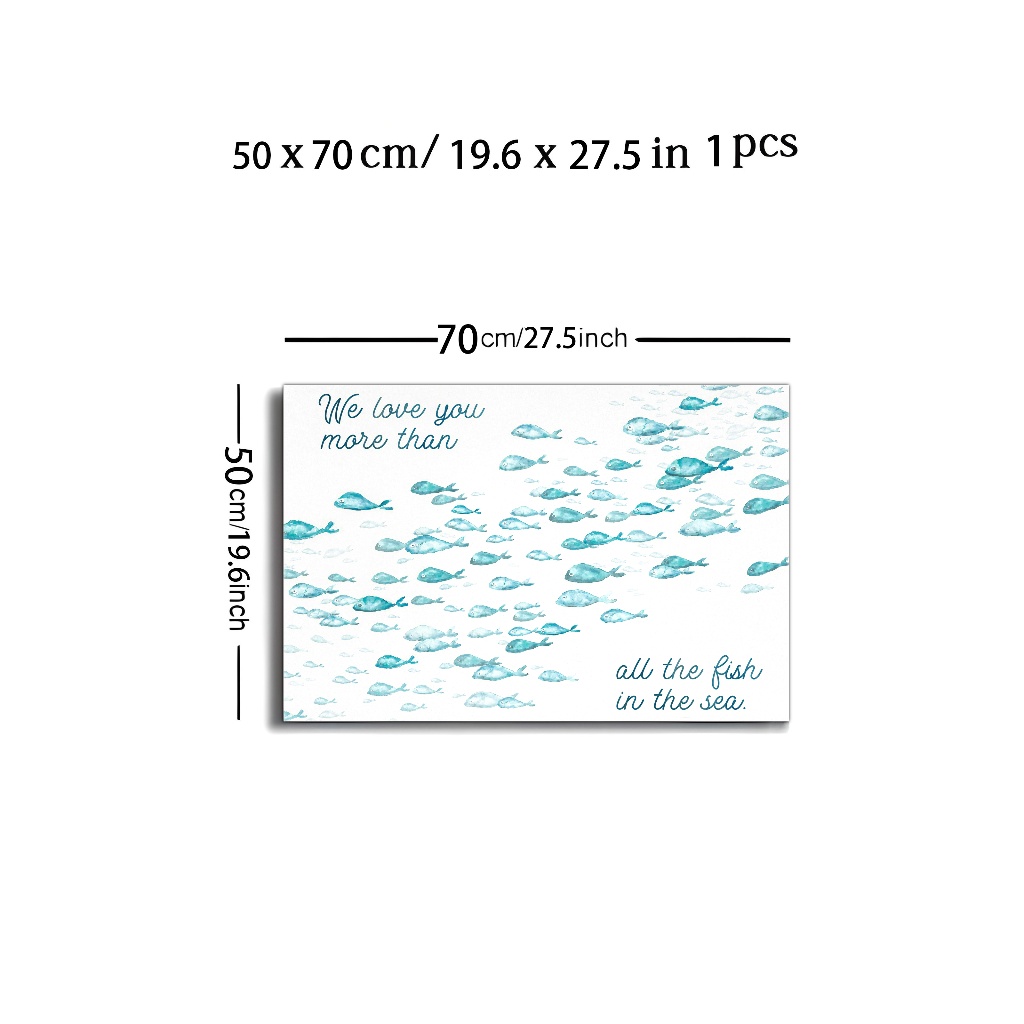 50 x 70 cm/ 19.6 x 27.5 in 1 pcs
70cm/27.5inch
50cm/19.6inch
We love you
more than
all the fish
in the sea.